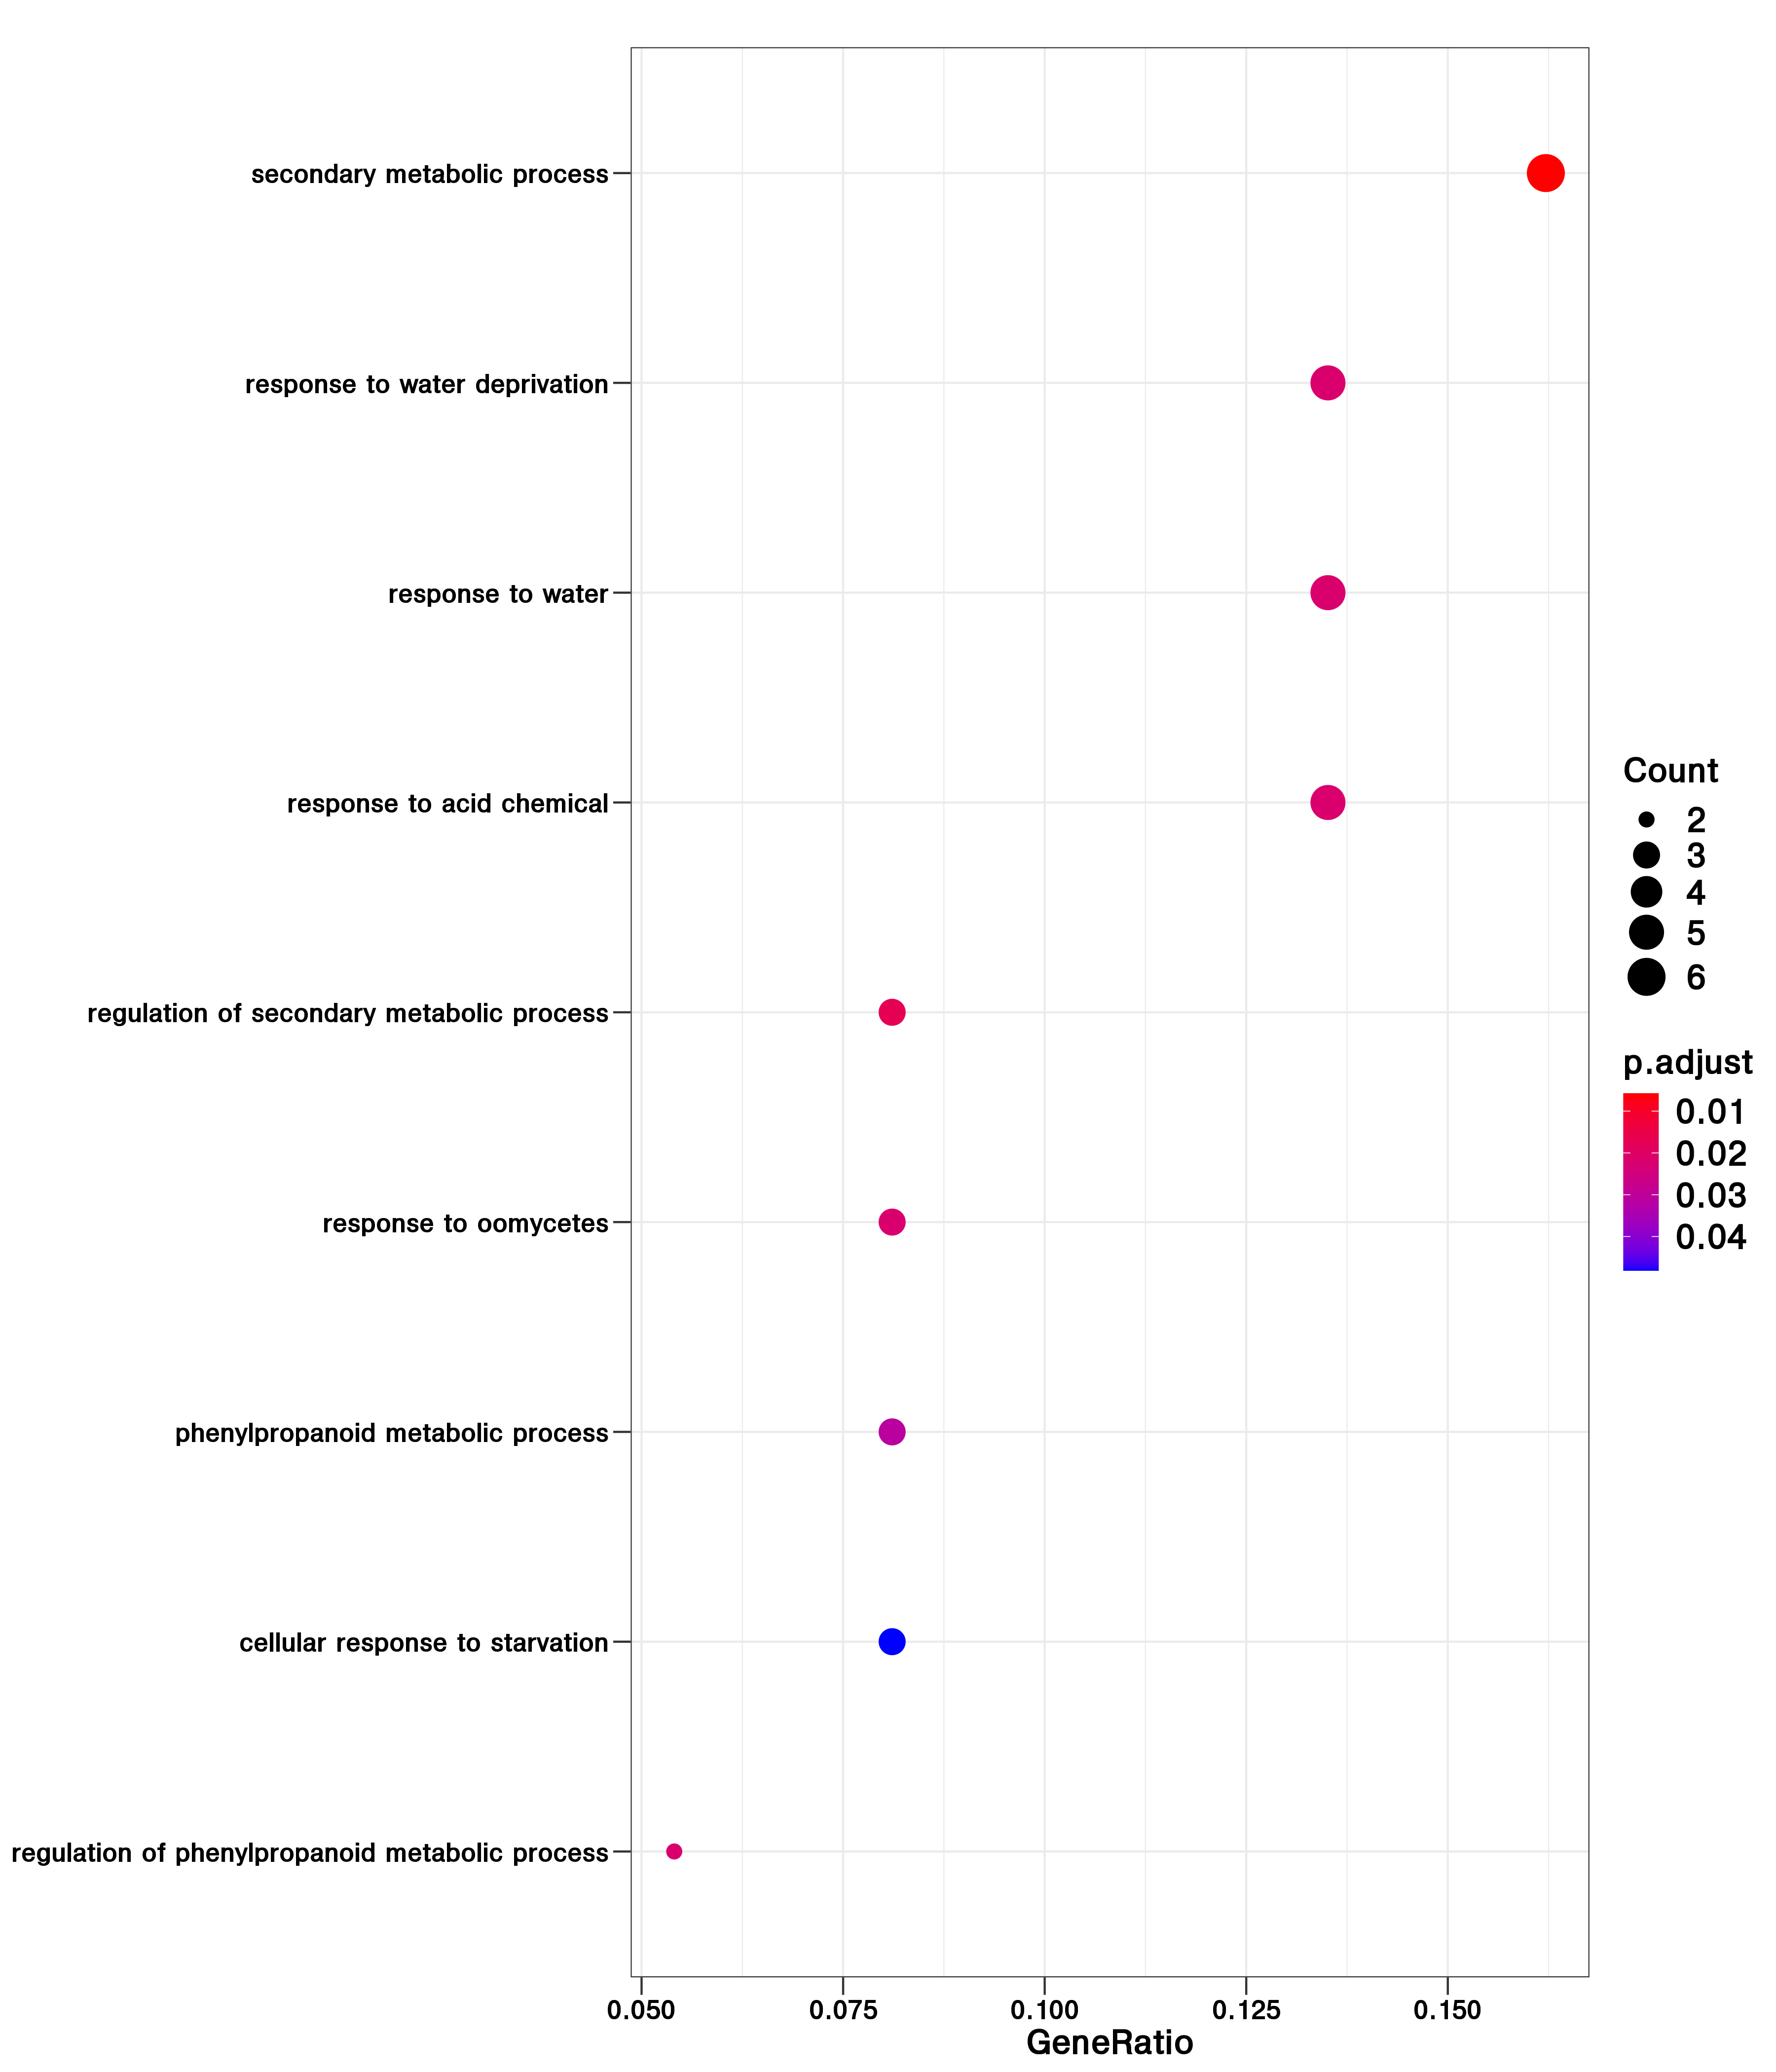 secondary metabolic process
response to water deprivation
response to water
response to acid chemical
regulation of secondary metabolic process
response to oomycetes
phenylpropanoid metabolic process
cellular response to starvation
regulation of phenylpropanoid metabolic process
0.050 0.075 0.100 0.125 0.150
GeneRatio
Count
2
3
4
5
6
p.adjust
0.01
0.02
0.03
0.04